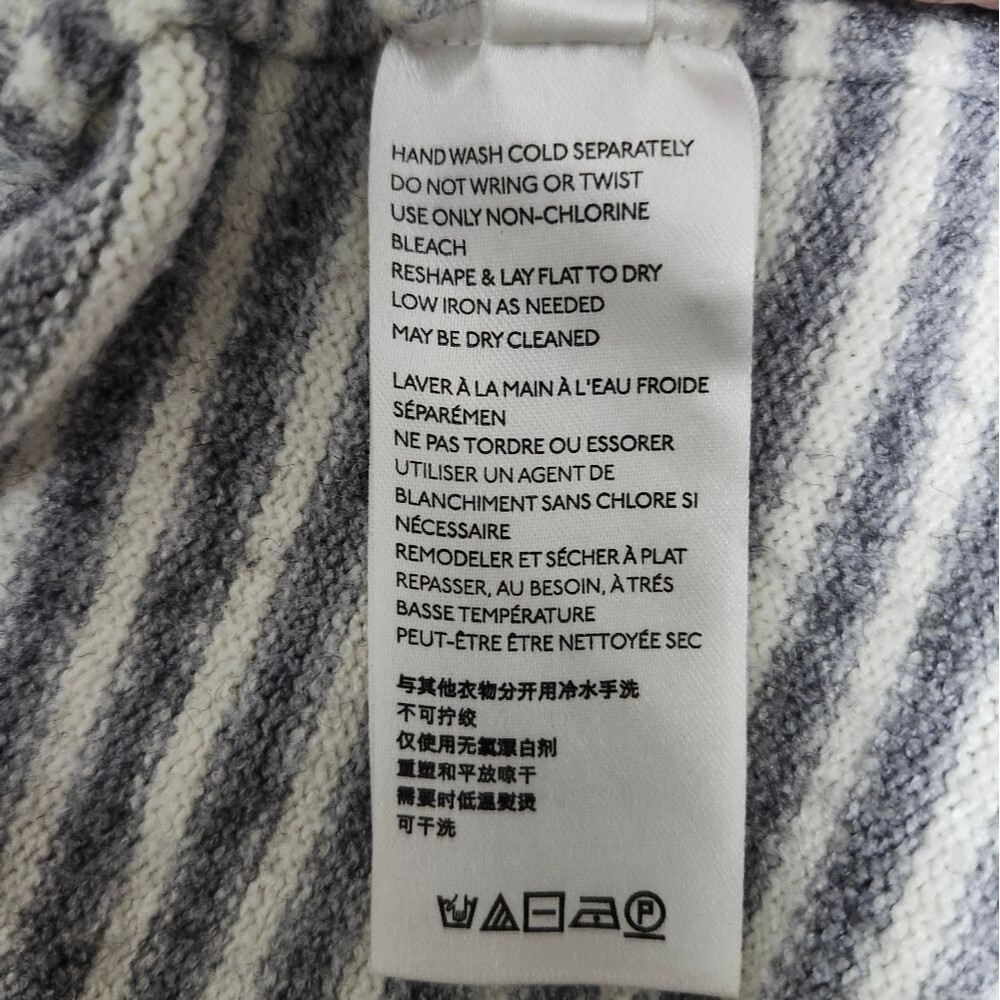 HAND WASH COLD SEPARATELY
DO NOT WRING OR TWIST
USE ONLY NON-CHLORINE
BLEACH
RESHAPE & LAY FLAT TO DRY
LOW IRON AS NEEDED
MAY BE DRY CLEANED
LAVER À LA MAIN À L'EAU FROIDE
SÉPARÉMEN
NE PAS TORDRE OU ESSORER
UTILISER UN AGENT DE
BLANCHIMENT SANS CHLORE SI
NÉCESSAIRE
REMODELER ET SÉCHER À PLAT
REPASSER, AU BESOIN, À TRÉS
BASSE TEMPÉRATURE
PEUT-ÊTRE ÊTRE NETTOYÉE SEC
与其他衣物分开用冷水手洗
不可拧绞
仅使用无氯漂白剂
重塑和平放晾干
需要时低温熨烫
可干洗
P